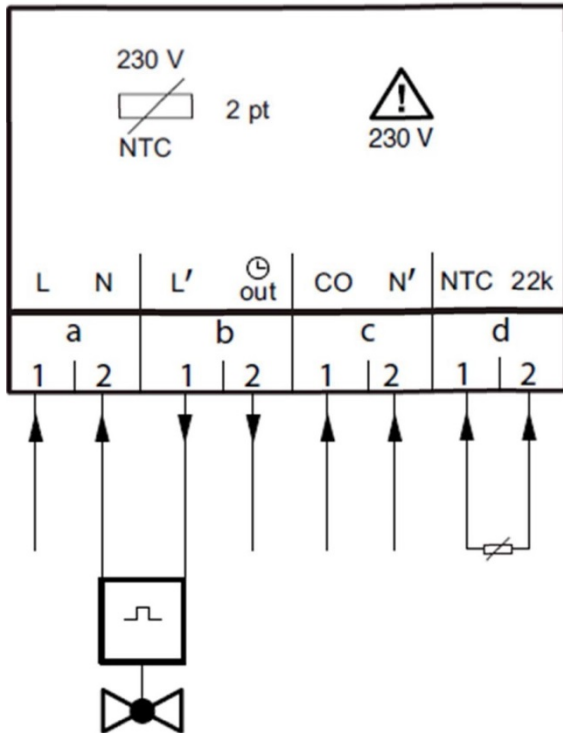 230 V
NTC
2 pt
!
230 V
L N L′ out CO N′ NTC 22k
a b c d
1 2 1 2 1 2 1 2